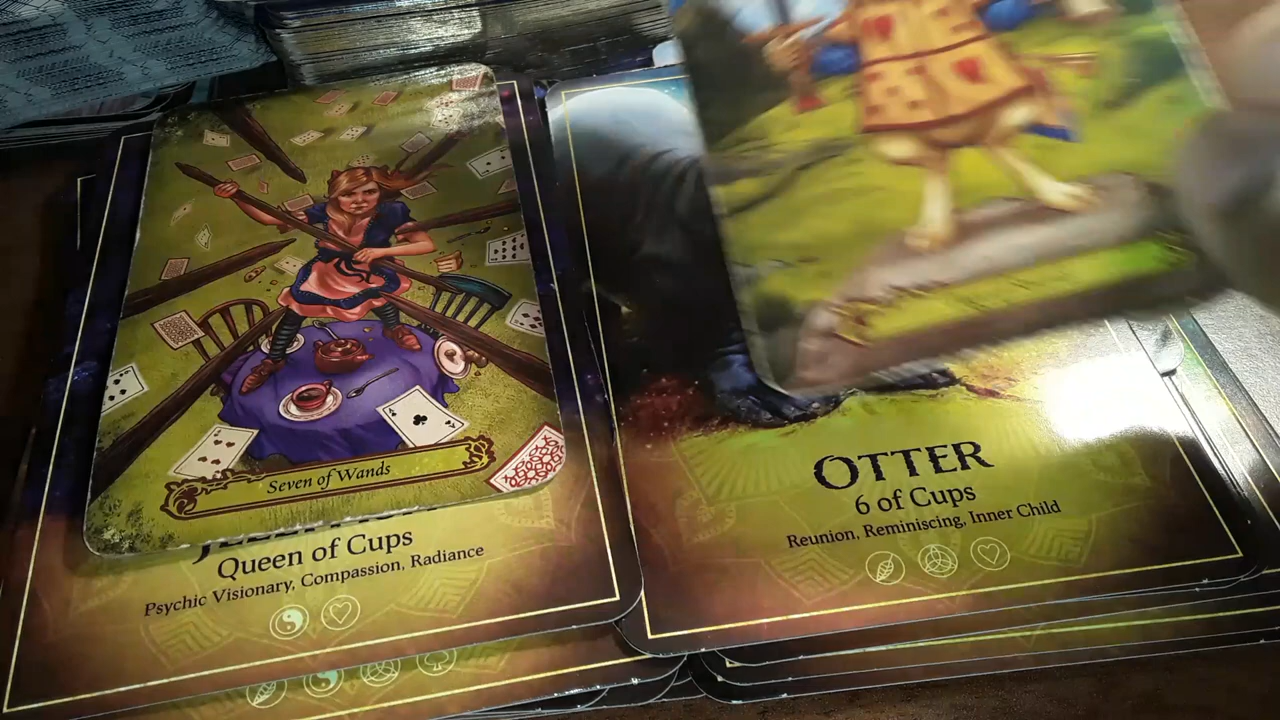 Seven of Wands
Queen of Cups
Psychic Visionary, Compassion, Radiance
OTTER
6 of Cups
Reunion, Reminiscing, Inner Child